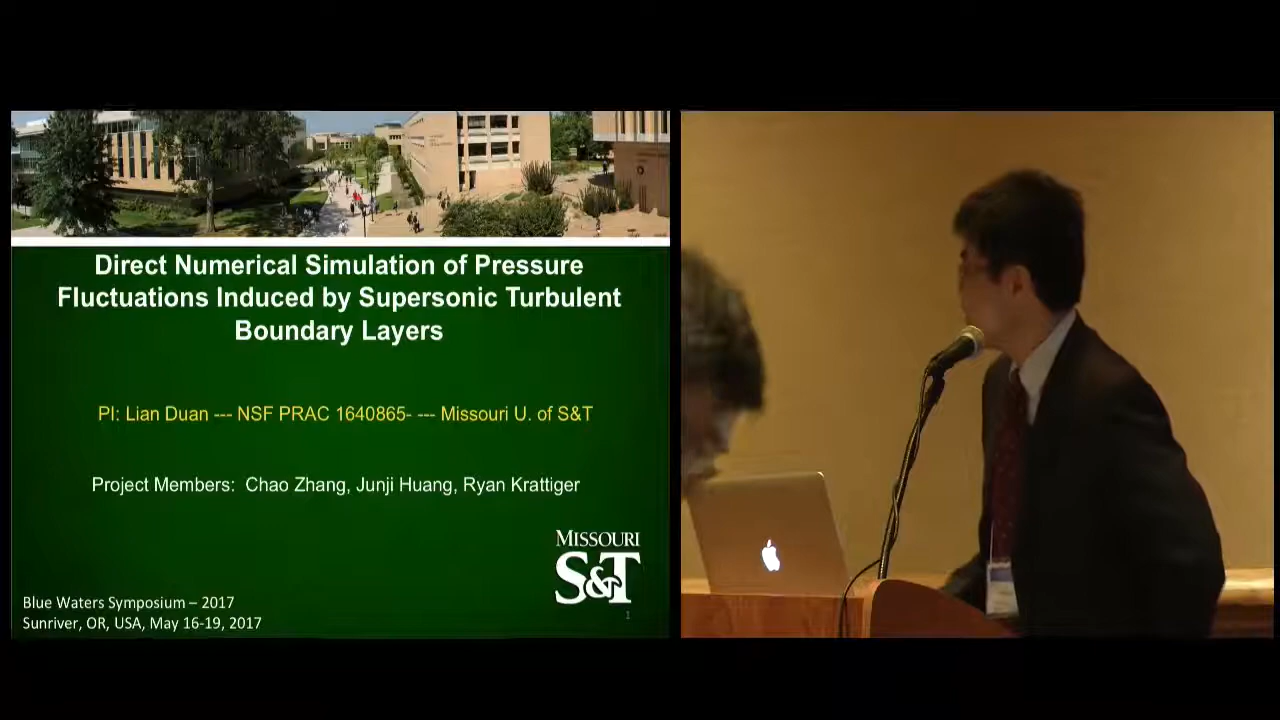 Direct Numerical Simulation of Pressure
Fluctuations Induced by Supersonic Turbulent
Boundary Layers
PI: Lian Duan --- NSF PRAC 1640865- --- Missouri U. of S&T
Project Members:  Chao Zhang, Junji Huang, Ryan Krattiger
MISSOURI
S&T
Blue Waters Symposium – 2017
Sunriver, OR, USA, May 16-19, 2017
1